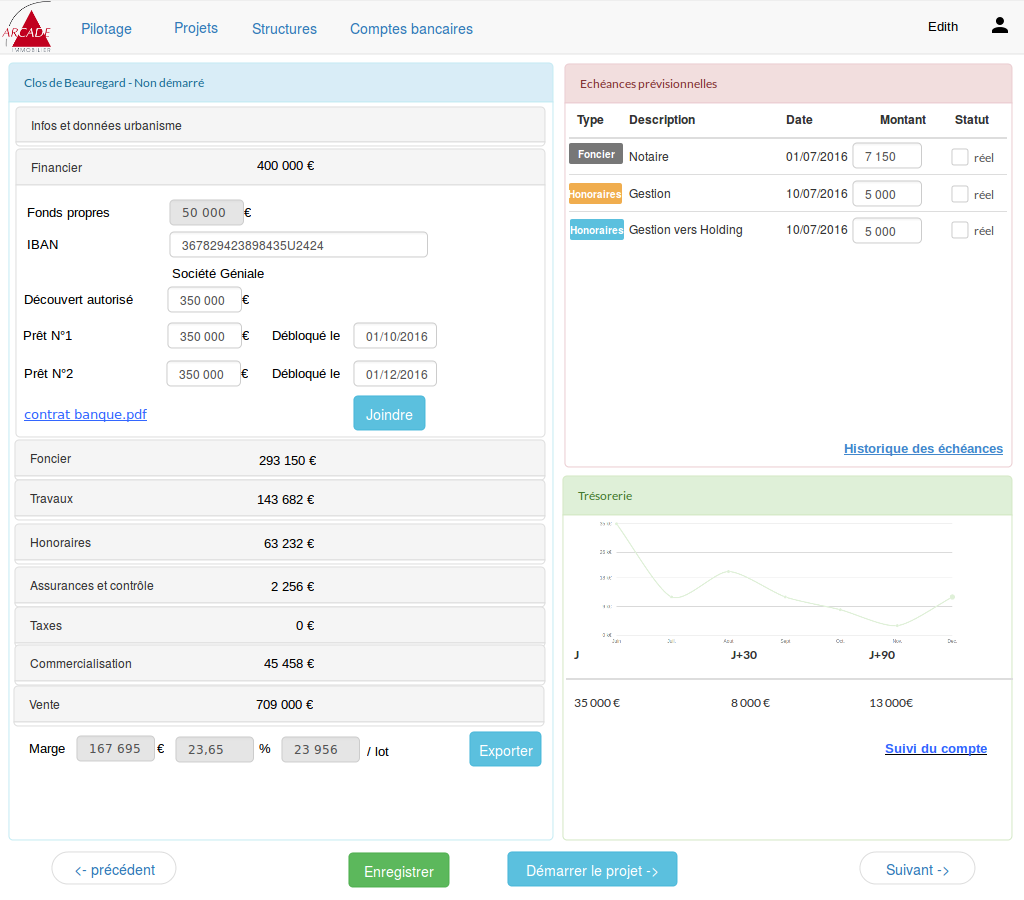 ARCADE
IMMOBILIER
Pilotage
Projets
Structures
Comptes bancaires
Edith
Clos de Beauregard - Non démarré
Infos et données urbanisme
Financier 400 000 €
Fonds propres 50 000 €
IBAN 367829423898435U2424
Société Géniale
Découvert autorisé 350 000 €
Prêt N°1 350 000 € Débloqué le 01/10/2016
Prêt N°2 350 000 € Débloqué le 01/12/2016
contrat banque.pdf Joindre
Foncier 293 150 €
Travaux 143 682 €
Honoraires 63 232 €
Assurances et contrôle 2 256 €
Taxes 0 €
Commercialisation 45 458 €
Vente 709 000 €
Marge 167 695 € 23,65 % 23 956 / lot Exporter
Echéances prévisionnelles
Type Description Date Montant Statut
Foncier Notaire 01/07/2016 7 150 réel
Honoraires Gestion 10/07/2016 5 000 réel
Honoraires Gestion vers Holding 10/07/2016 5 000 réel
Historique des échéances
Trésorerie
Juin Juil. Aout Sept Oct. Nov. Dec.
J J+30 J+90
35 000 € 8 000 € 13 000€
Suivi du compte
<- précédent
Enregistrer
Démarrer le projet ->
Suivant ->